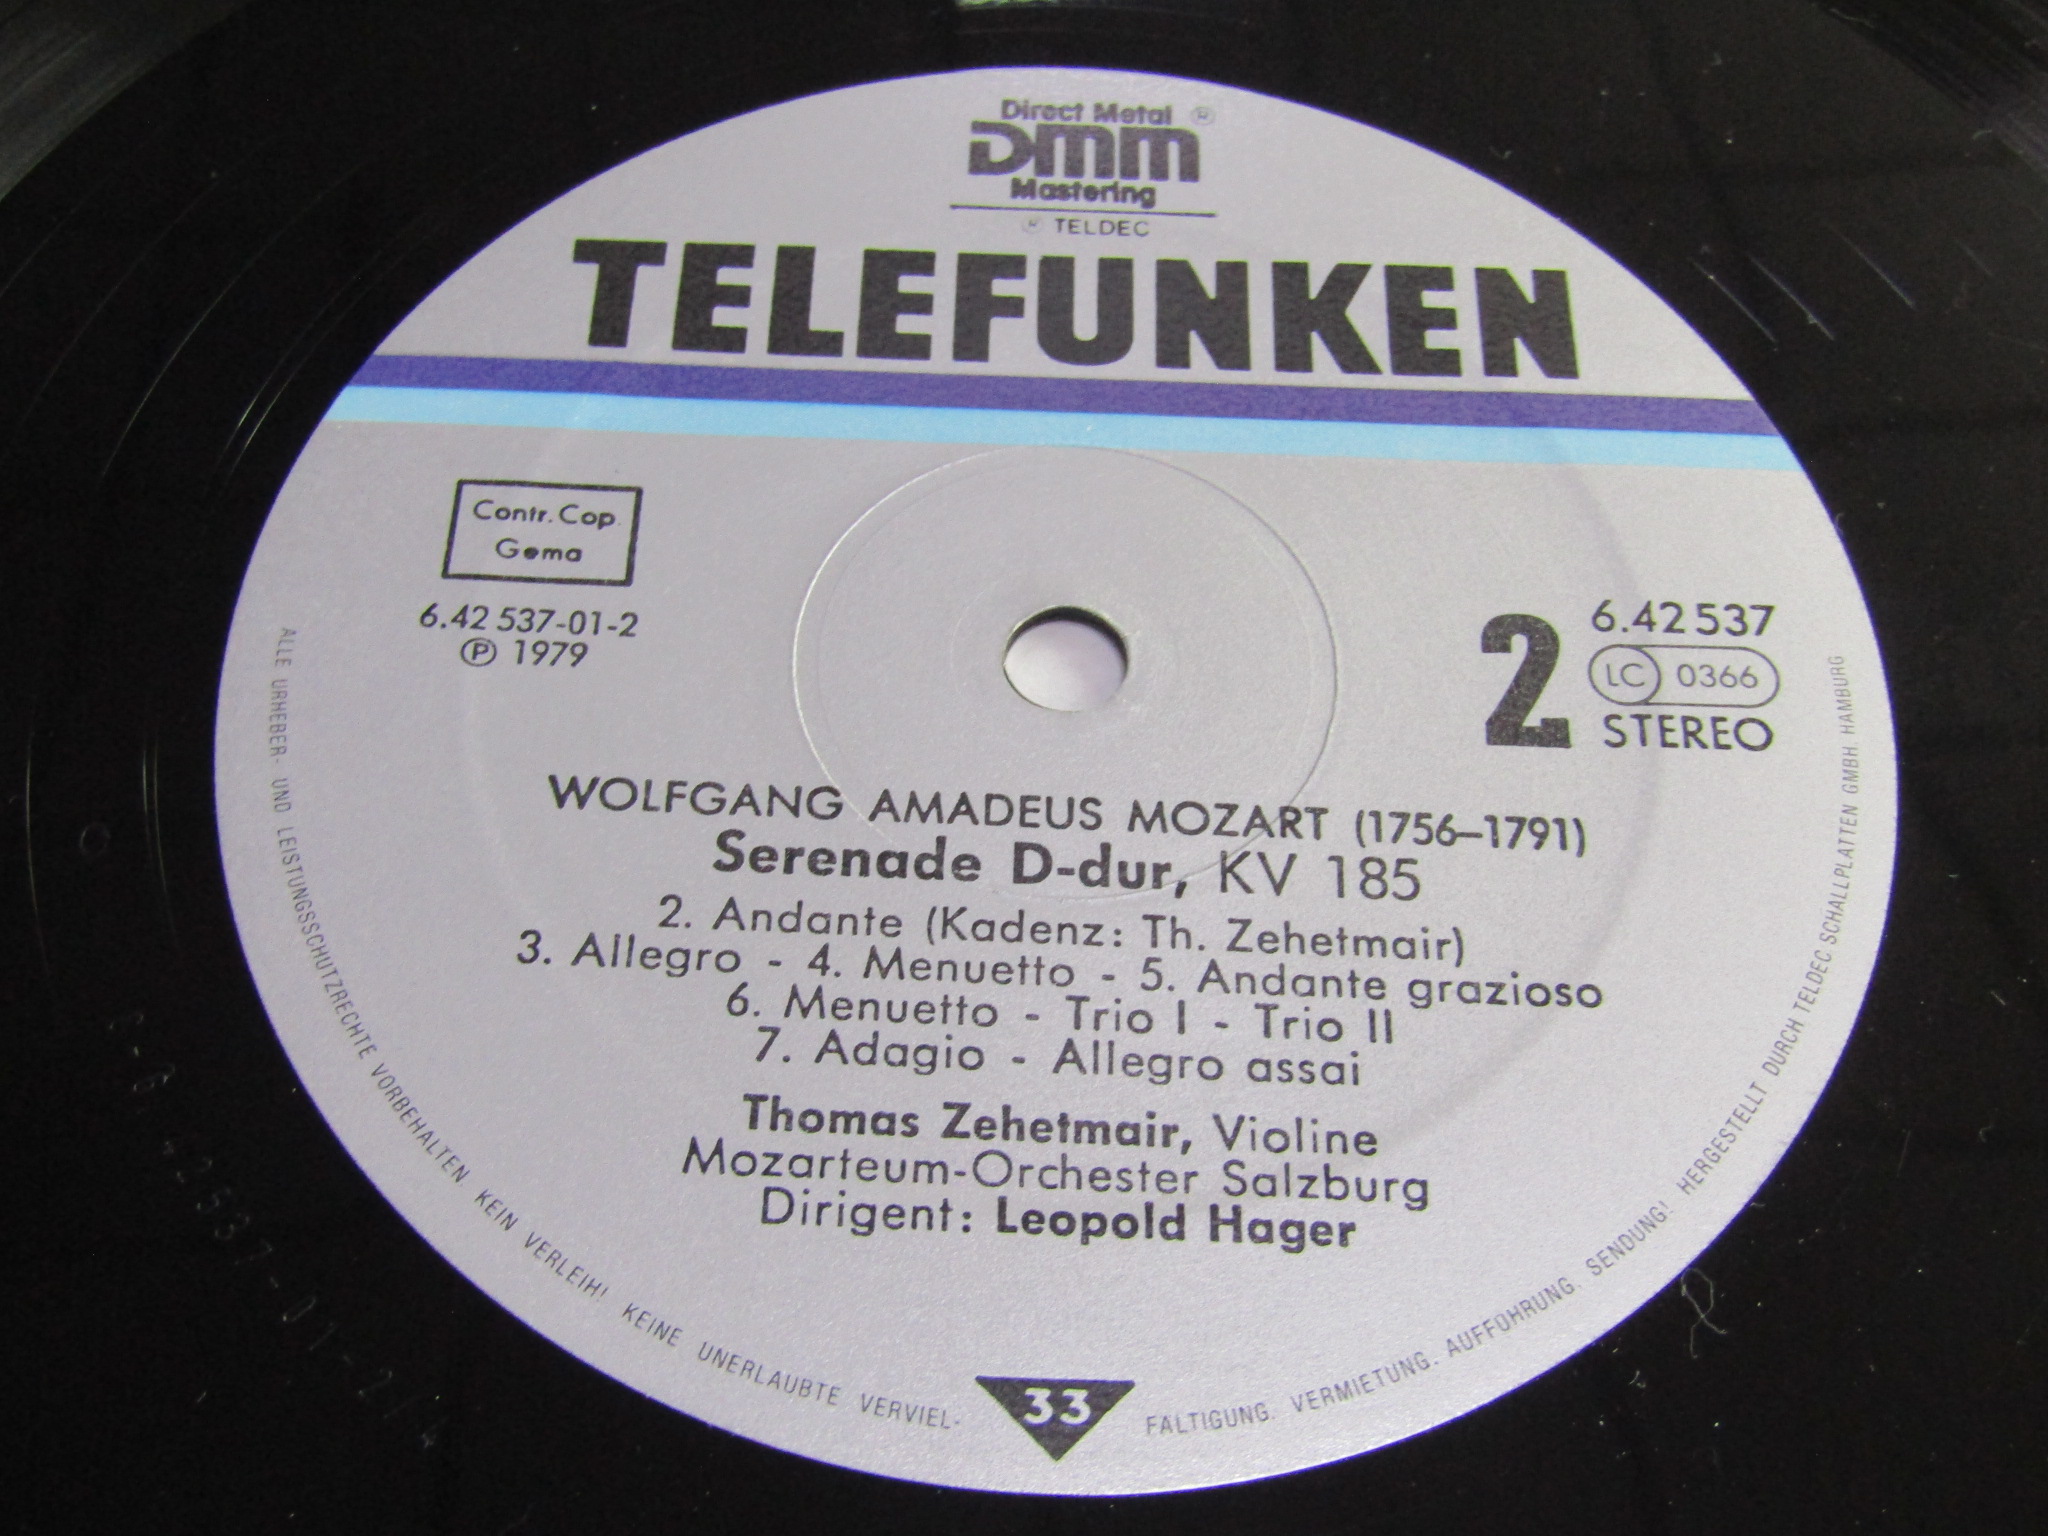 Direct Metal ®
DMM
Mastering
® TELDEC
TELEFUNKEN
Contr. Cop.
Gema
6.42 537-01-2
Ⓟ 1979
2
6.42 537
LC 0366
STEREO
WOLFGANG AMADEUS MOZART (1756–1791)
Serenade D-dur, KV 185
2. Andante (Kadenz: Th. Zehetmair)
3. Allegro - 4. Menuetto - 5. Andante grazioso
6. Menuetto - Trio I - Trio II
7. Adagio - Allegro assai
Thomas Zehetmair, Violine
Mozarteum-Orchester Salzburg
Dirigent: Leopold Hager
33
ALLE URHEBER- UND LEISTUNGSSCHUTZRECHTE VORBEHALTEN. KEIN VERLEIH! KEINE UNERLAUBTE VERVIEL-
FALTIGUNG. VERMIETUNG. AUFFOHRUNG. SENDUNG! HERGESTELLT DURCH TELDEC SCHALLPLATTEN GMBH HAMBURG